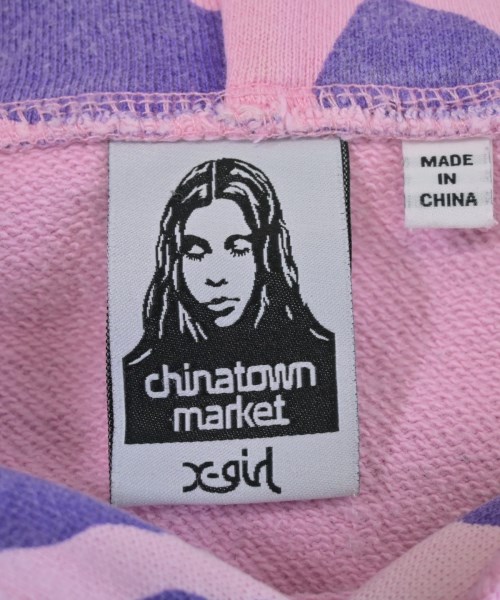 MADE
IN
CHINA
chinatown
market
x-girl